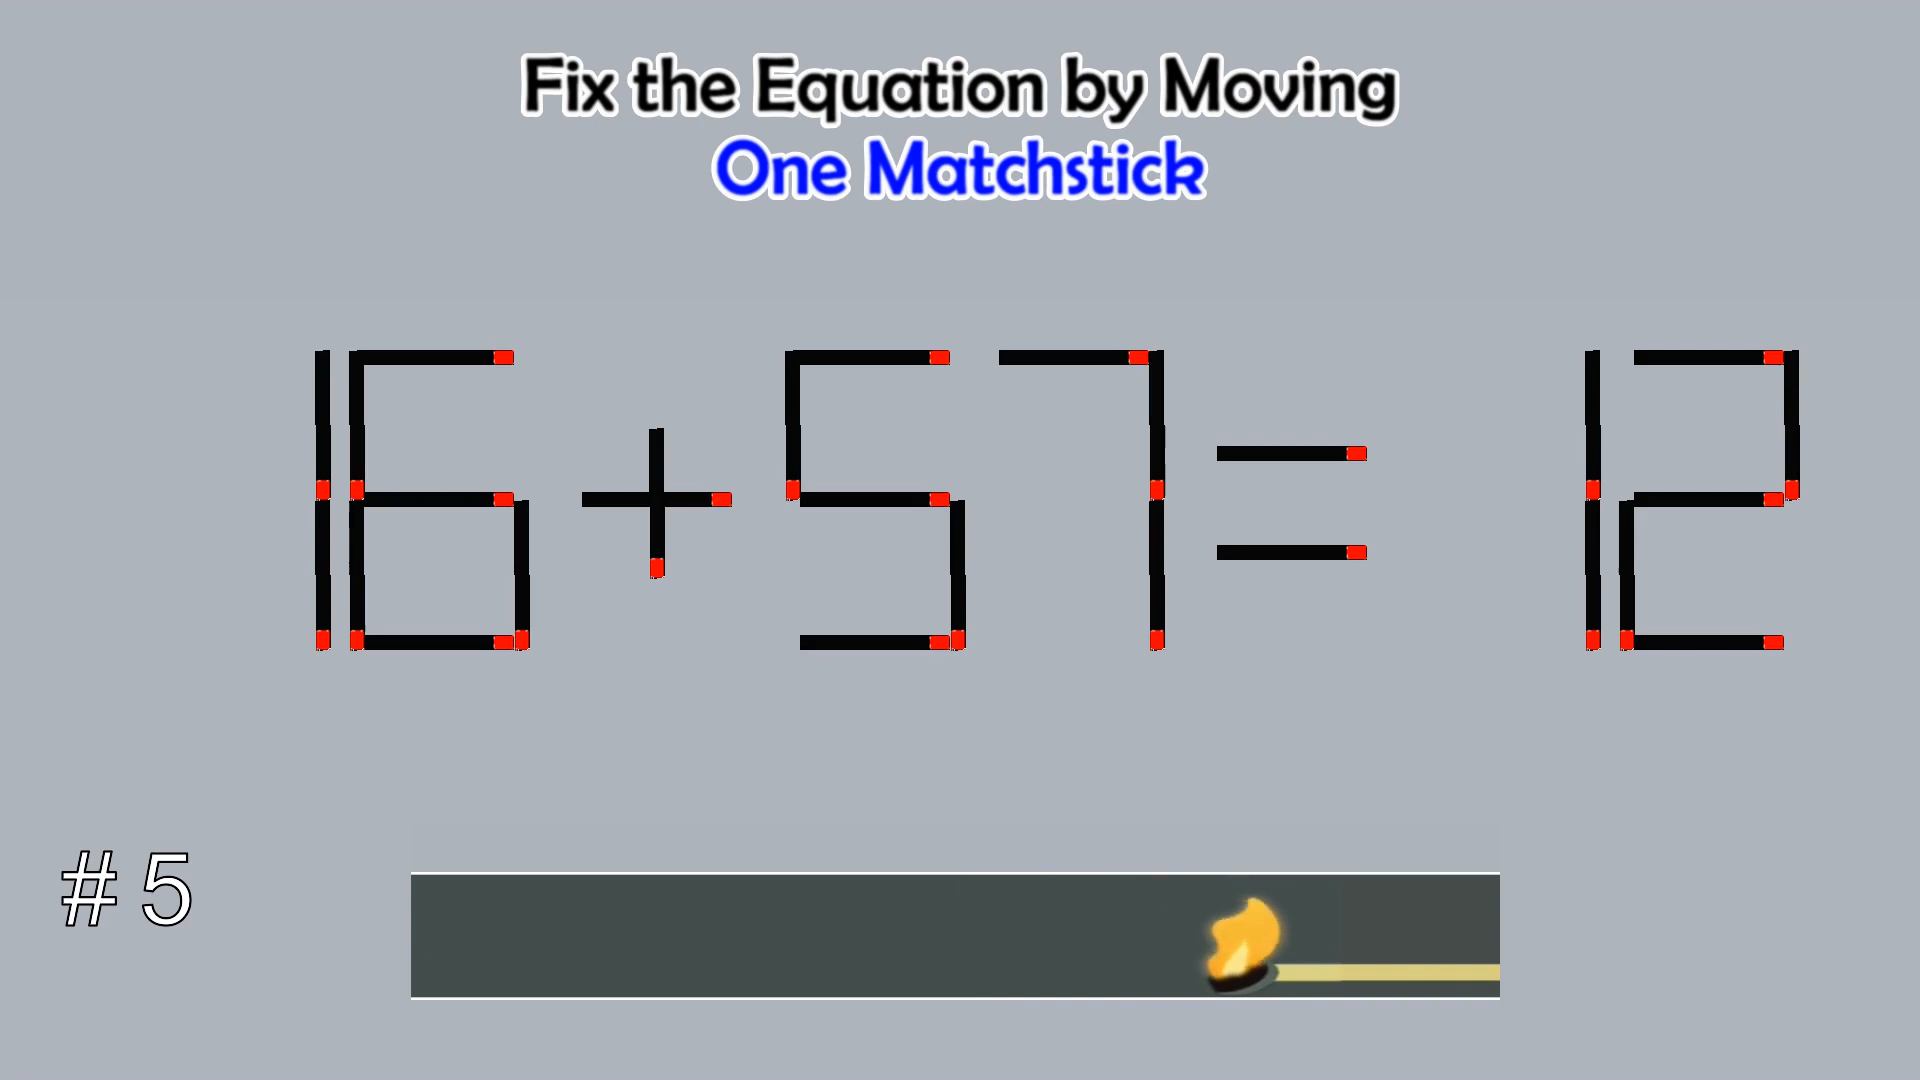 Fix the Equation by Moving
One Matchstick
16+57=12
#5